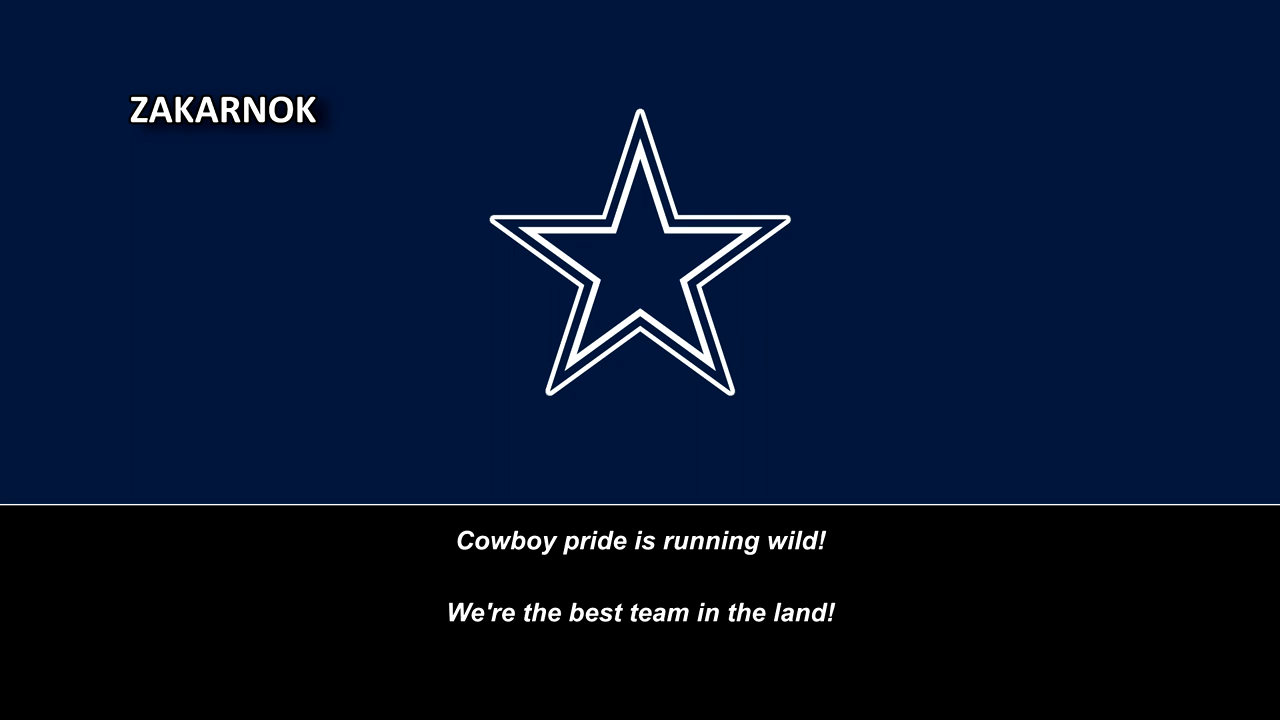 ZAKARNOK
Cowboy pride is running wild!
We're the best team in the land!